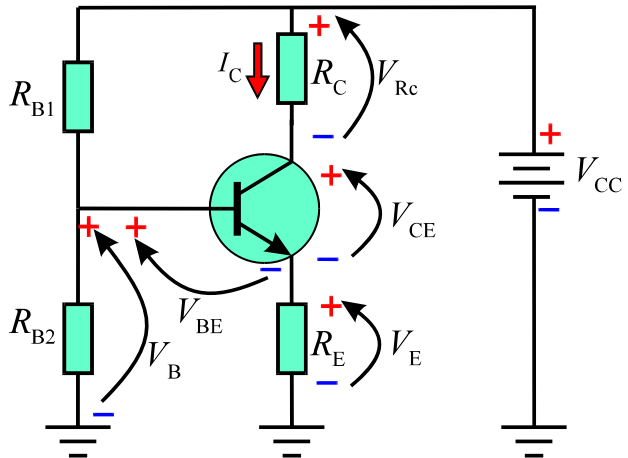 +
I_C
R_C
V_Rc
R_B1
−
+
V_CC
+
−
V_CE
+
+
−
−
V_BE
+
R_B2
V_B
R_E
V_E
−
−